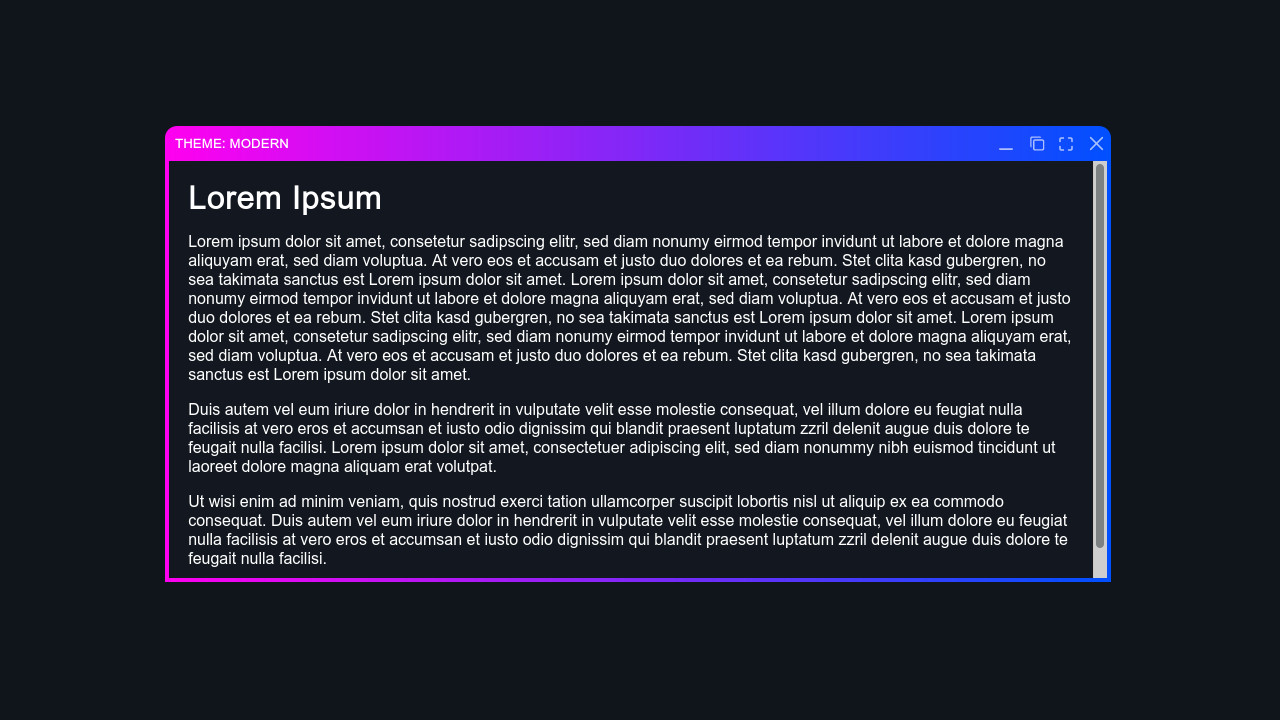 THEME: MODERN
Lorem Ipsum
Lorem ipsum dolor sit amet, consetetur sadipscing elitr, sed diam nonumy eirmod tempor invidunt ut labore et dolore magna
aliquyam erat, sed diam voluptua. At vero eos et accusam et justo duo dolores et ea rebum. Stet clita kasd gubergren, no
sea takimata sanctus est Lorem ipsum dolor sit amet. Lorem ipsum dolor sit amet, consetetur sadipscing elitr, sed diam
nonumy eirmod tempor invidunt ut labore et dolore magna aliquyam erat, sed diam voluptua. At vero eos et accusam et justo
duo dolores et ea rebum. Stet clita kasd gubergren, no sea takimata sanctus est Lorem ipsum dolor sit amet. Lorem ipsum
dolor sit amet, consetetur sadipscing elitr, sed diam nonumy eirmod tempor invidunt ut labore et dolore magna aliquyam erat,
sed diam voluptua. At vero eos et accusam et justo duo dolores et ea rebum. Stet clita kasd gubergren, no sea takimata
sanctus est Lorem ipsum dolor sit amet.
Duis autem vel eum iriure dolor in hendrerit in vulputate velit esse molestie consequat, vel illum dolore eu feugiat nulla
facilisis at vero eros et accumsan et iusto odio dignissim qui blandit praesent luptatum zzril delenit augue duis dolore te
feugait nulla facilisi. Lorem ipsum dolor sit amet, consectetuer adipiscing elit, sed diam nonummy nibh euismod tincidunt ut
laoreet dolore magna aliquam erat volutpat.
Ut wisi enim ad minim veniam, quis nostrud exerci tation ullamcorper suscipit lobortis nisl ut aliquip ex ea commodo
consequat. Duis autem vel eum iriure dolor in hendrerit in vulputate velit esse molestie consequat, vel illum dolore eu feugiat
nulla facilisis at vero eros et accumsan et iusto odio dignissim qui blandit praesent luptatum zzril delenit augue duis dolore te
feugait nulla facilisi.